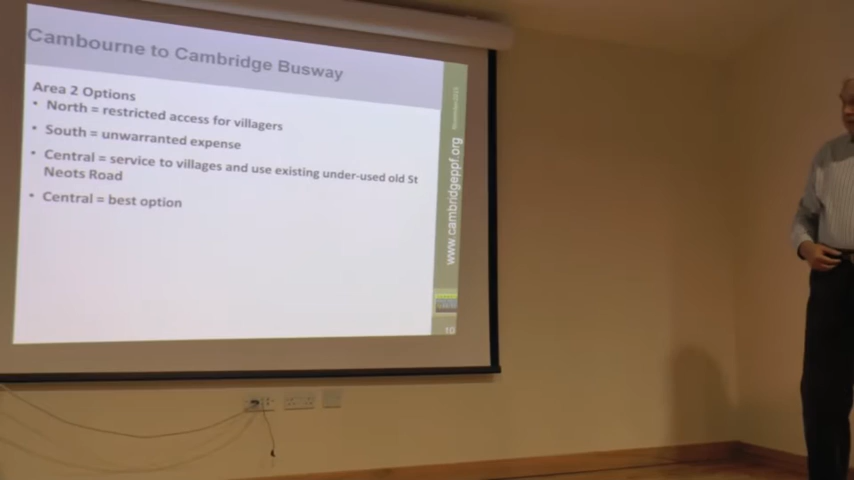 Cambourne to Cambridge Busway
Area 2 Options
• North = restricted access for villagers
• South = unwarranted expense
• Central = service to villages and use existing under-used old St
Neots Road
• Central = best option
www.cambridgeppf.org
10